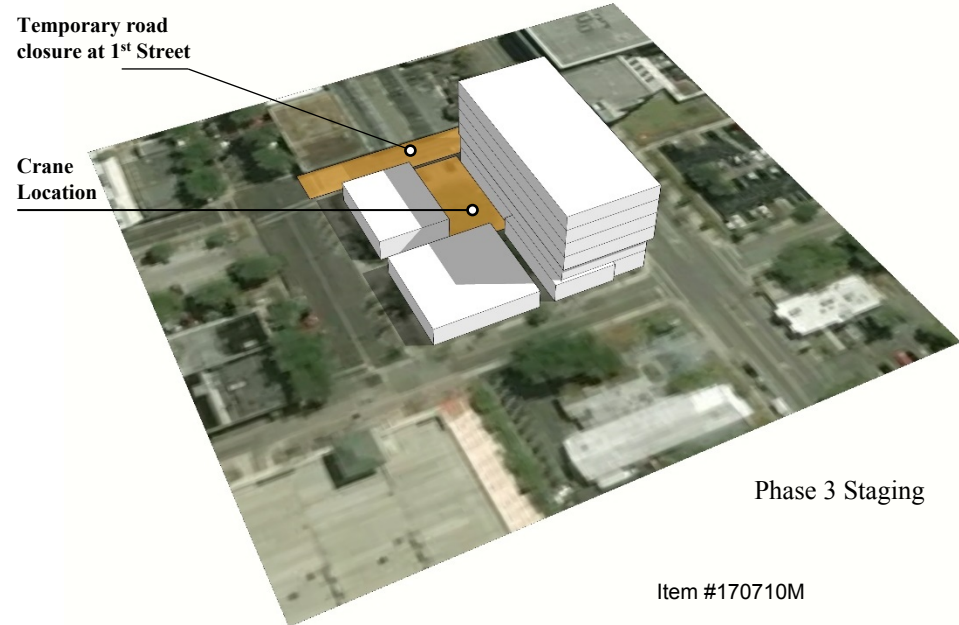 Temporary road
closure at 1st Street
Crane
Location
Phase 3 Staging
Item #170710M